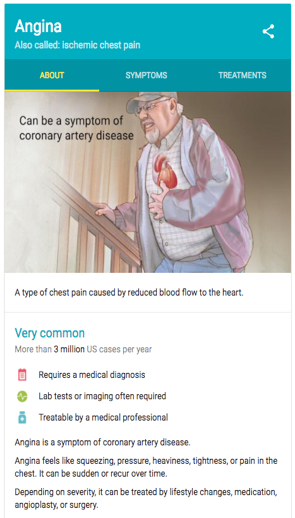 Angina
Also called: Ischemic chest pain
ABOUT
SYMPTOMS
TREATMENTS
Can be a symptom of
coronary artery disease
A type of chest pain caused by reduced blood flow to the heart.
Very common
More than 3 million US cases per year
Requires a medical diagnosis
Lab tests or imaging often required
Treatable by a medical professional
Angina is a symptom of coronary artery disease.
Angina feels like squeezing, pressure, heaviness, tightness, or pain in the
chest. It can be sudden or recur over time.
Depending on severity, it can be treated by lifestyle changes, medication,
angioplasty, or surgery.